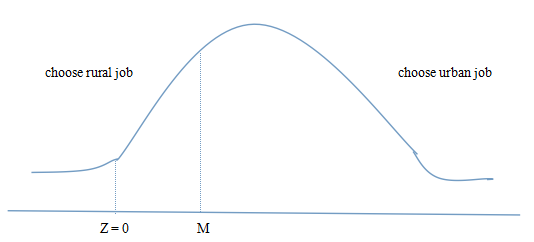 choose rural job
choose urban job
Z = 0
M